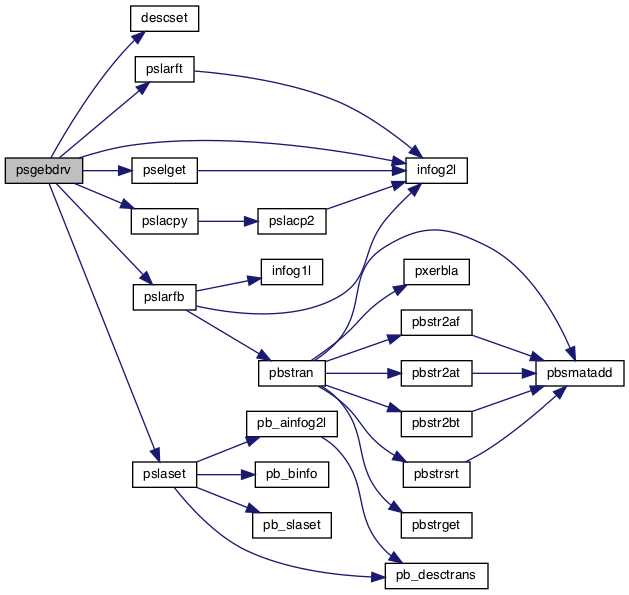 descset
pslarft
psgebdrv
pselget
infog2l
pslacpy
pslacp2
infog1l
pxerbla
pslarfb
pbstr2af
pbstran
pbstr2at
pbsmatadd
pb_ainfog2l
pbstr2bt
pslaset
pb_binfo
pbstrsrt
pb_slaset
pbstrget
pb_desctrans